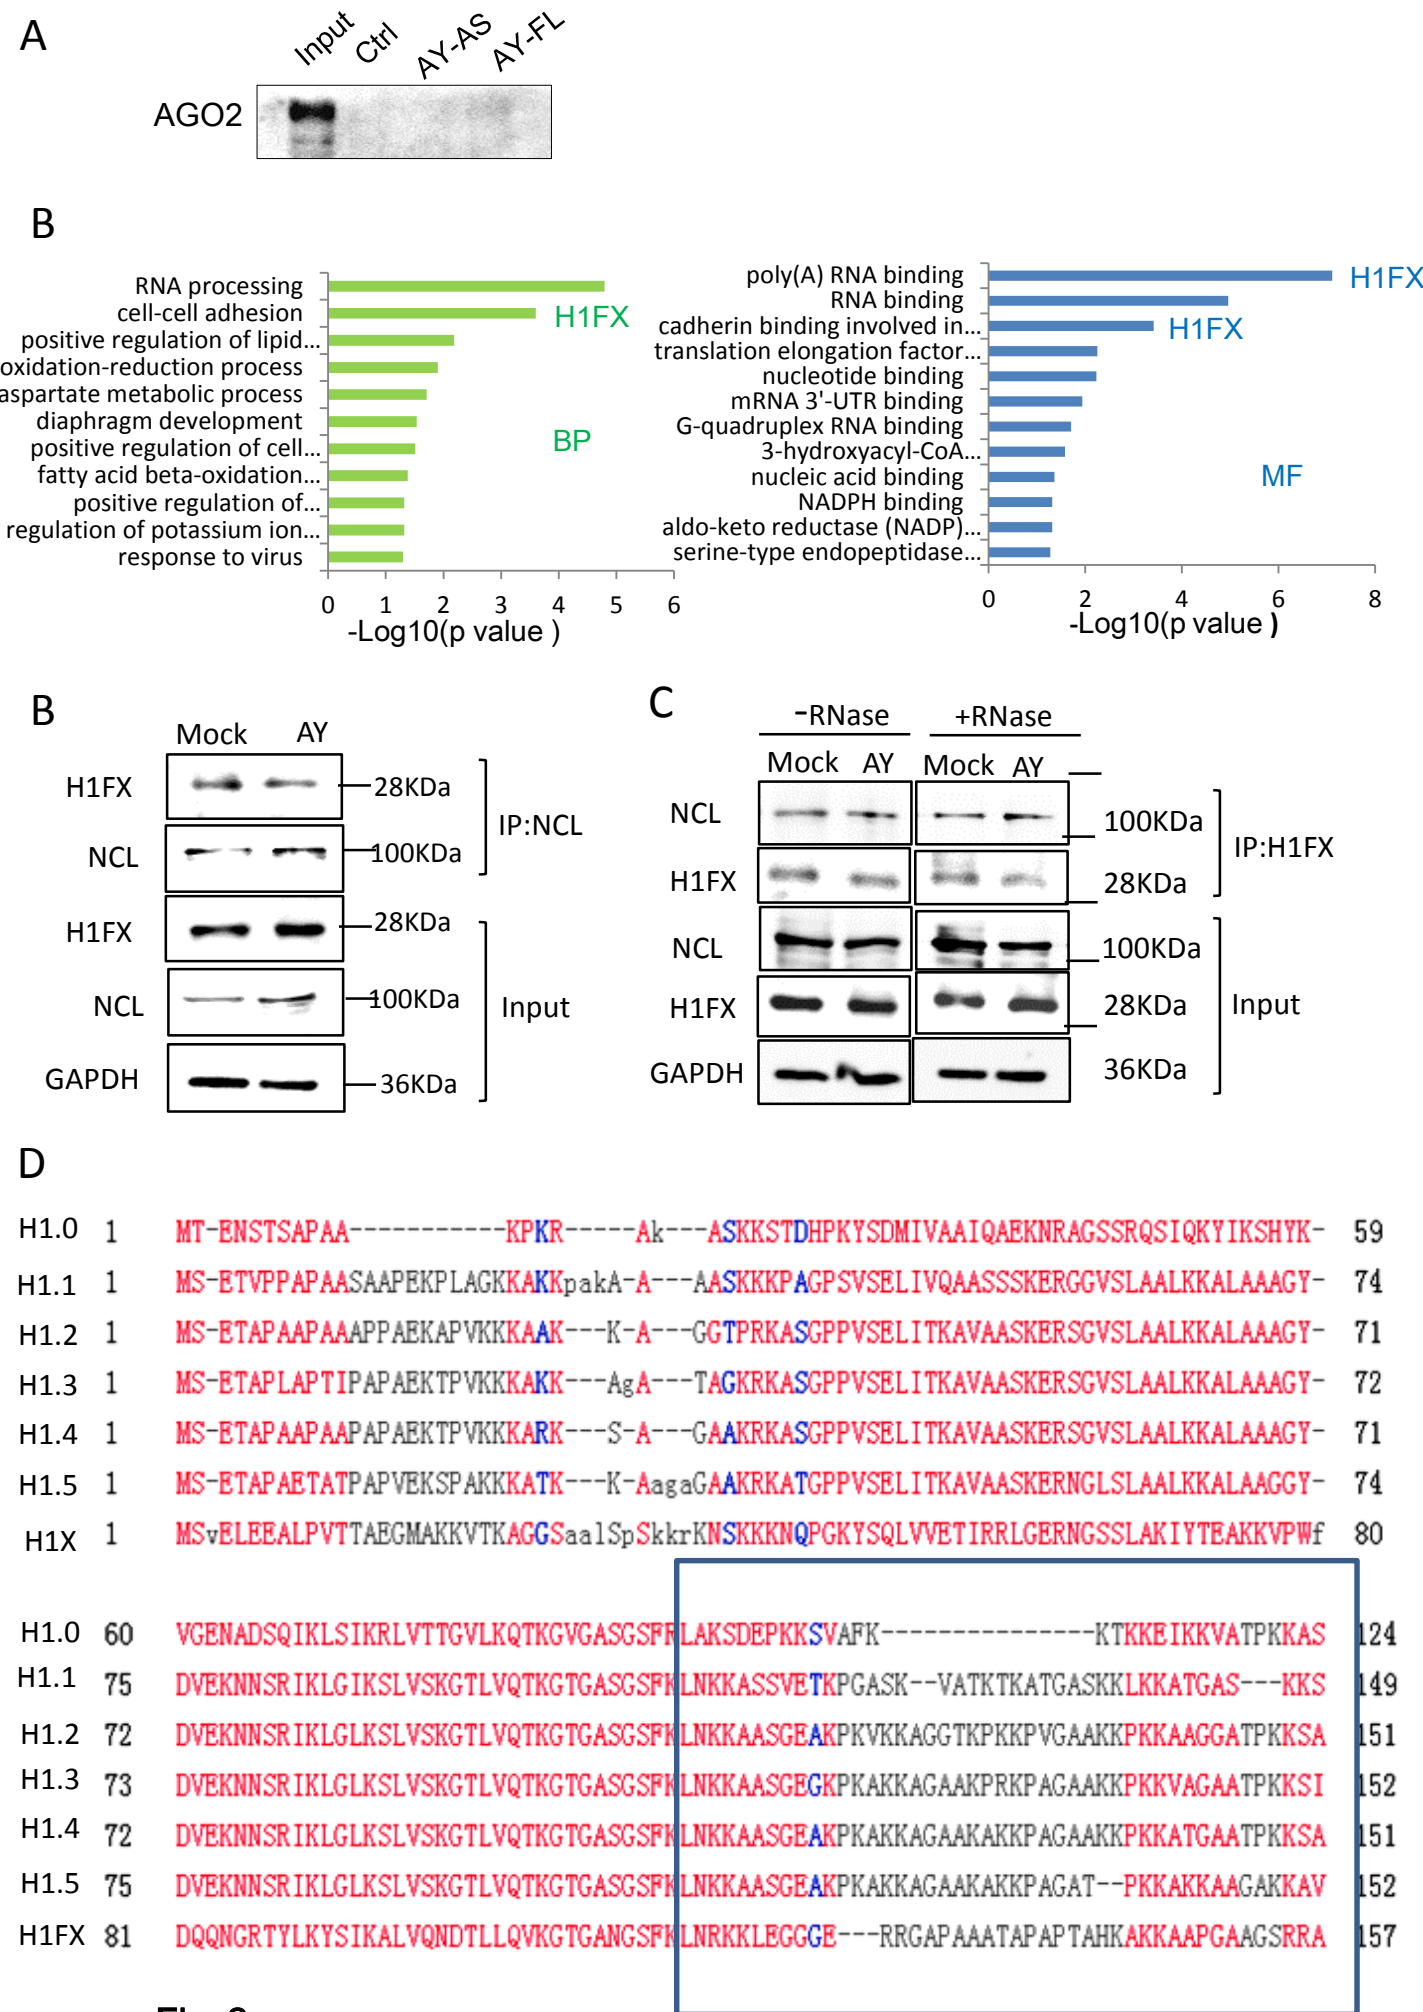 A
Input Ctrl AY-AS AY-FL
AGO2
B
RNA processing
cell-cell adhesion
H1FX
positive regulation of lipid...
oxidation-reduction process
aspartate metabolic process
diaphragm development
positive regulation of cell...
BP
fatty acid beta-oxidation...
positive regulation of...
regulation of potassium ion...
response to virus
0 1 2 3 4 5 6
-Log10(p value )
poly(A) RNA binding
H1FX
RNA binding
cadherin binding involved in...
H1FX
translation elongation factor...
nucleotide binding
mRNA 3'-UTR binding
G-quadruplex RNA binding
3-hydroxyacyl-CoA...
MF
nucleic acid binding
NADPH binding
aldo-keto reductase (NADP)...
serine-type endopeptidase...
0 2 4 6 8
-Log10(p value )
B
Mock AY
H1FX 28KDa
NCL 100KDa
IP:NCL
H1FX 28KDa
NCL 100KDa
Input
GAPDH 36KDa
C
-RNase +RNase
Mock AY Mock AY
NCL 100KDa
IP:H1FX
H1FX 28KDa
NCL 100KDa
H1FX 28KDa
Input
GAPDH 36KDa
D
H1.0 1 MT-ENSTSAPAA-----------KPKR-----Ak---ASKKSTDHPKYSDMIVAAIQAEKNRAGSSRQSIQKYIKSHYK- 59
H1.1 1 MS-ETVPPAPAASAAPEKPLAGKKAKKpakA-A---AASKKKPAGPSVSELIVQAASSSKERGGVSLAALKKALAAAGY- 74
H1.2 1 MS-ETAPAAPAAAPPAEKAPVKKKAAK---K-A---GGTPRKASGPPVSELITKAVAASKERSGVSLAALKKALAAAGY- 71
H1.3 1 MS-ETAPLAPTIPAPAEKTPVKKKAKK---AgA---TAGKRKASGPPVSELITKAVAASKERSGVSLAALKKALAAAGY- 72
H1.4 1 MS-ETAPAAPAAPAPAEKTPVKKKARK---S-A---GAAKRKASGPPVSELITKAVAASKERSGVSLAALKKALAAAGY- 71
H1.5 1 MS-ETAPAETATPAPVEKSPAKKKATK---K-AagaGAAKRKATGPPVSELITKAVAASKERNGLSLAALKKALAAGGY- 74
H1X 1 MSvELEEALPVTTAEGMAKKVTKAGGSaalSpSkkrKNSKKKNQPGKYSQLVVETIRRLGERNGSSLAKIYTEAKKVPWf 80
H1.0 60 VGENADSQIKLSIKRLVTTGVLKQTKGVGASGSFRLAKSDEPKKSVAFK---------------KTKKEIKKVATPKKAS 124
H1.1 75 DVEKNNSRIKLGIKSLVSKGTLVQTKGTGASGSFKLNKKASSVETKPGASK--VATKTKATGASKKLKKATGAS---KKS 149
H1.2 72 DVEKNNSRIKLGLKSLVSKGTLVQTKGTGASGSFKLNKKAASGEAKPKVKKAGGTKPKKPVGAAKKPKKAAGGATPKKSA 151
H1.3 73 DVEKNNSRIKLGLKSLVSKGTLVQTKGTGASGSFKLNKKAASGEGKPKAKKAGAAKPRKPAGAAKKPKKVAGAATPKKSI 152
H1.4 72 DVEKNNSRIKLGLKSLVSKGTLVQTKGTGASGSFKLNKKAASGEAKPKAKKAGAAKAKKPAGAAKKPKKATGAATPKKSA 151
H1.5 75 DVEKNNSRIKLGLKSLVSKGTLVQTKGTGASGSFKLNKKAASGEAKPKAKKAGAAKAKKPAGAT--PKKAKKAAGAKKAV 152
H1FX 81 DQQNGRTYLKYSIKALVQNDTLLQVKGTGANGSFKLNRKKLEGGGE---RRGAPAAATAPAPTAHKAKKAAPGAAGSRRA 157